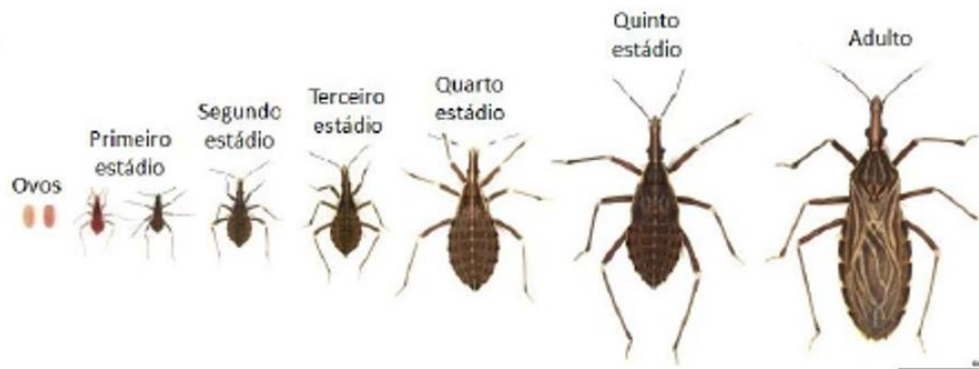 Ovos
Primeiro
estádio
Segundo
estádio
Terceiro
estádio
Quarto
estádio
Quinto
estádio
Adulto